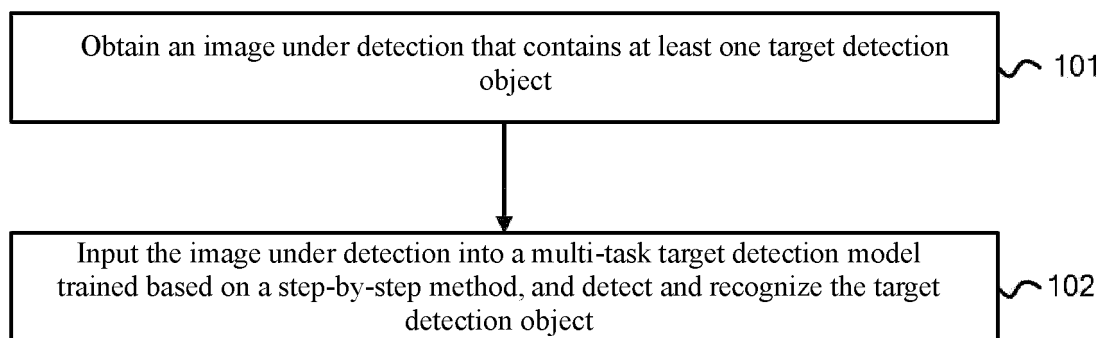 Obtain an image under detection that contains at least one target detection
object
101
Input the image under detection into a multi-task target detection model
trained based on a step-by-step method, and detect and recognize the target
detection object
102